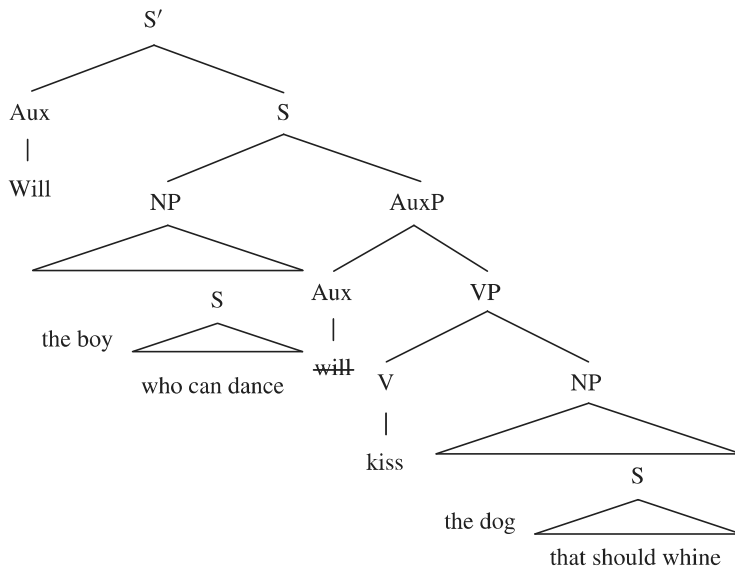 S′
Aux S
Will
NP AuxP
S Aux VP
the boy
who can dance will V NP
kiss
S
the dog
that should whine